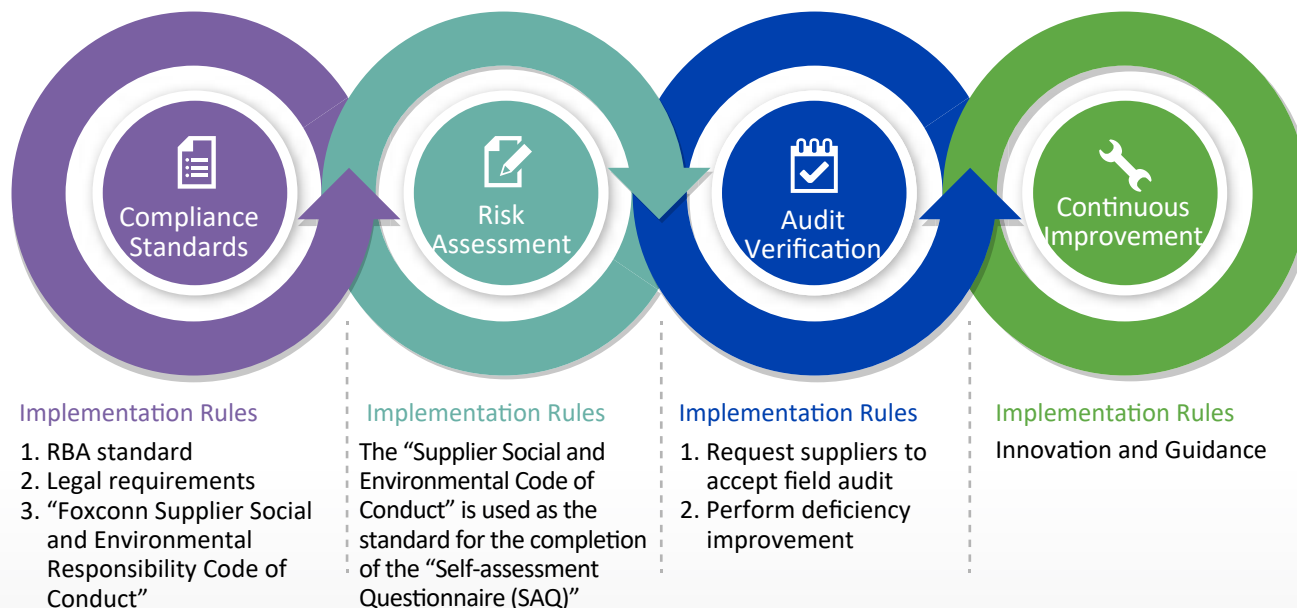 Compliance
Standards
Risk
Assessment
Audit
Verification
Continuous
Improvement
Implementation Rules
1. RBA standard
2. Legal requirements
3. “Foxconn Supplier Social
and Environmental
Responsibility Code of
Conduct”
Implementation Rules
The “Supplier Social and
Environmental Code of
Conduct” is used as the
standard for the completion
of the “Self-assessment
Questionnaire (SAQ)”
Implementation Rules
1. Request suppliers to
accept field audit
2. Perform deficiency
improvement
Implementation Rules
Innovation and Guidance